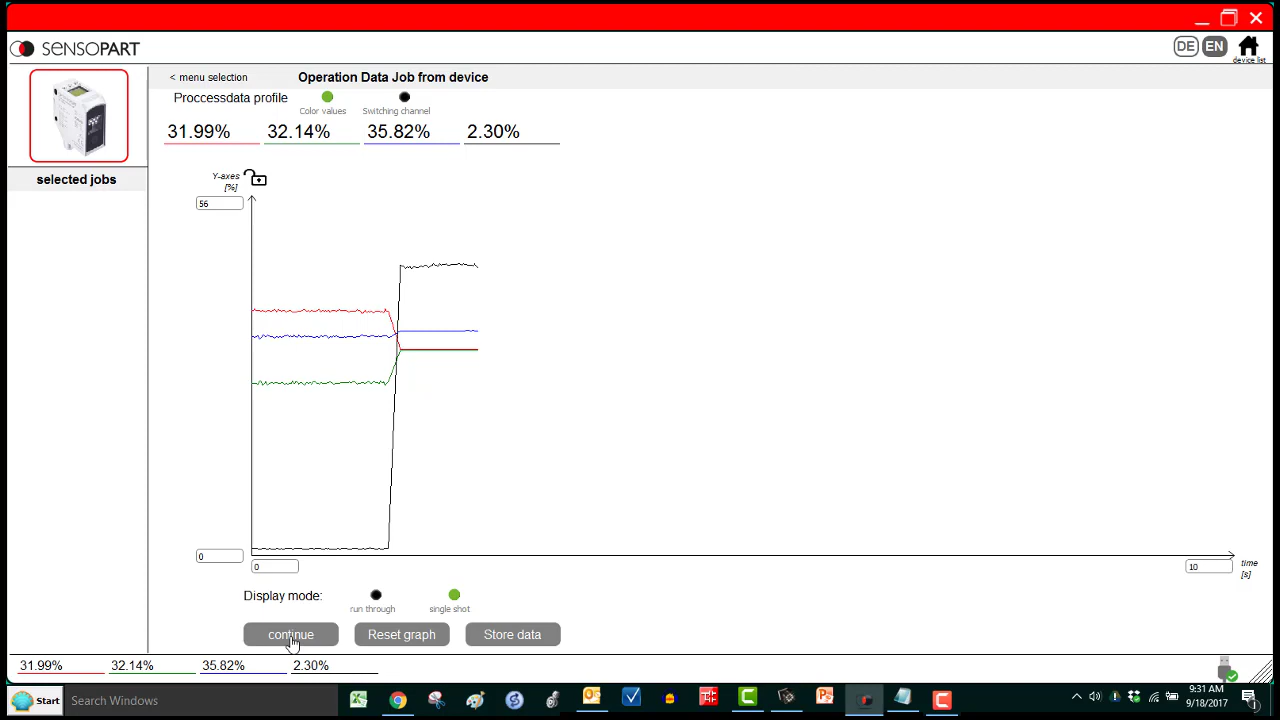 SENSOPART
DE EN
device list
< menu selection
Operation Data Job from device
Proccessdata profile
Color values
Switching channel
31.99%
32.14%
35.82%
2.30%
selected jobs
Y-axes
[%]
56
0
0
10
time
[s]
Display mode:
run through
single shot
continue
Reset graph
Store data
31.99%
32.14%
35.82%
2.30%
Start
Search Windows
9:31 AM
9/18/2017
1